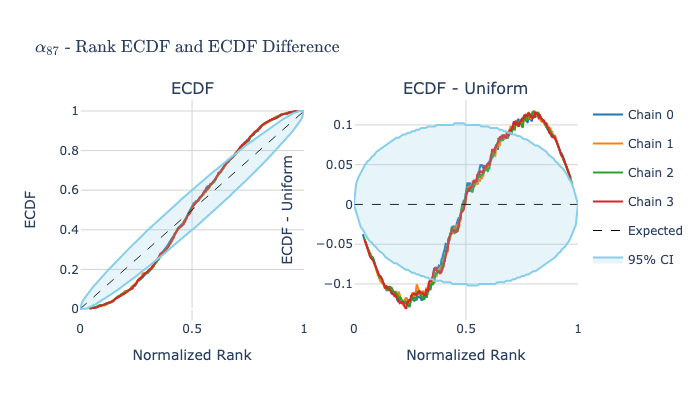 α87 - Rank ECDF and ECDF Difference
ECDF
ECDF - Uniform
ECDF
1
0.8
0.6
0.4
0.2
0
0
0.5
1
Normalized Rank
ECDF - Uniform
0.1
0.05
0
−0.05
−0.1
0
0.5
1
Normalized Rank
Chain 0
Chain 1
Chain 2
Chain 3
Expected
95% CI